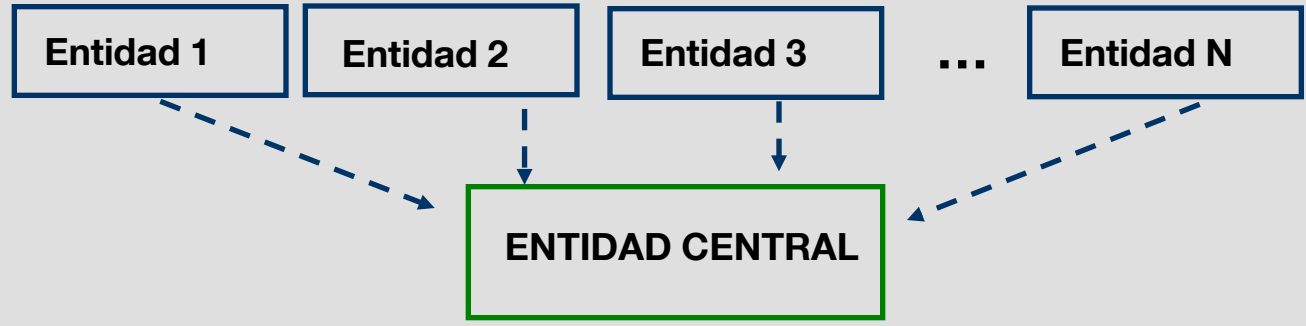 Entidad 1
Entidad 2
Entidad 3
...
Entidad N
ENTIDAD CENTRAL